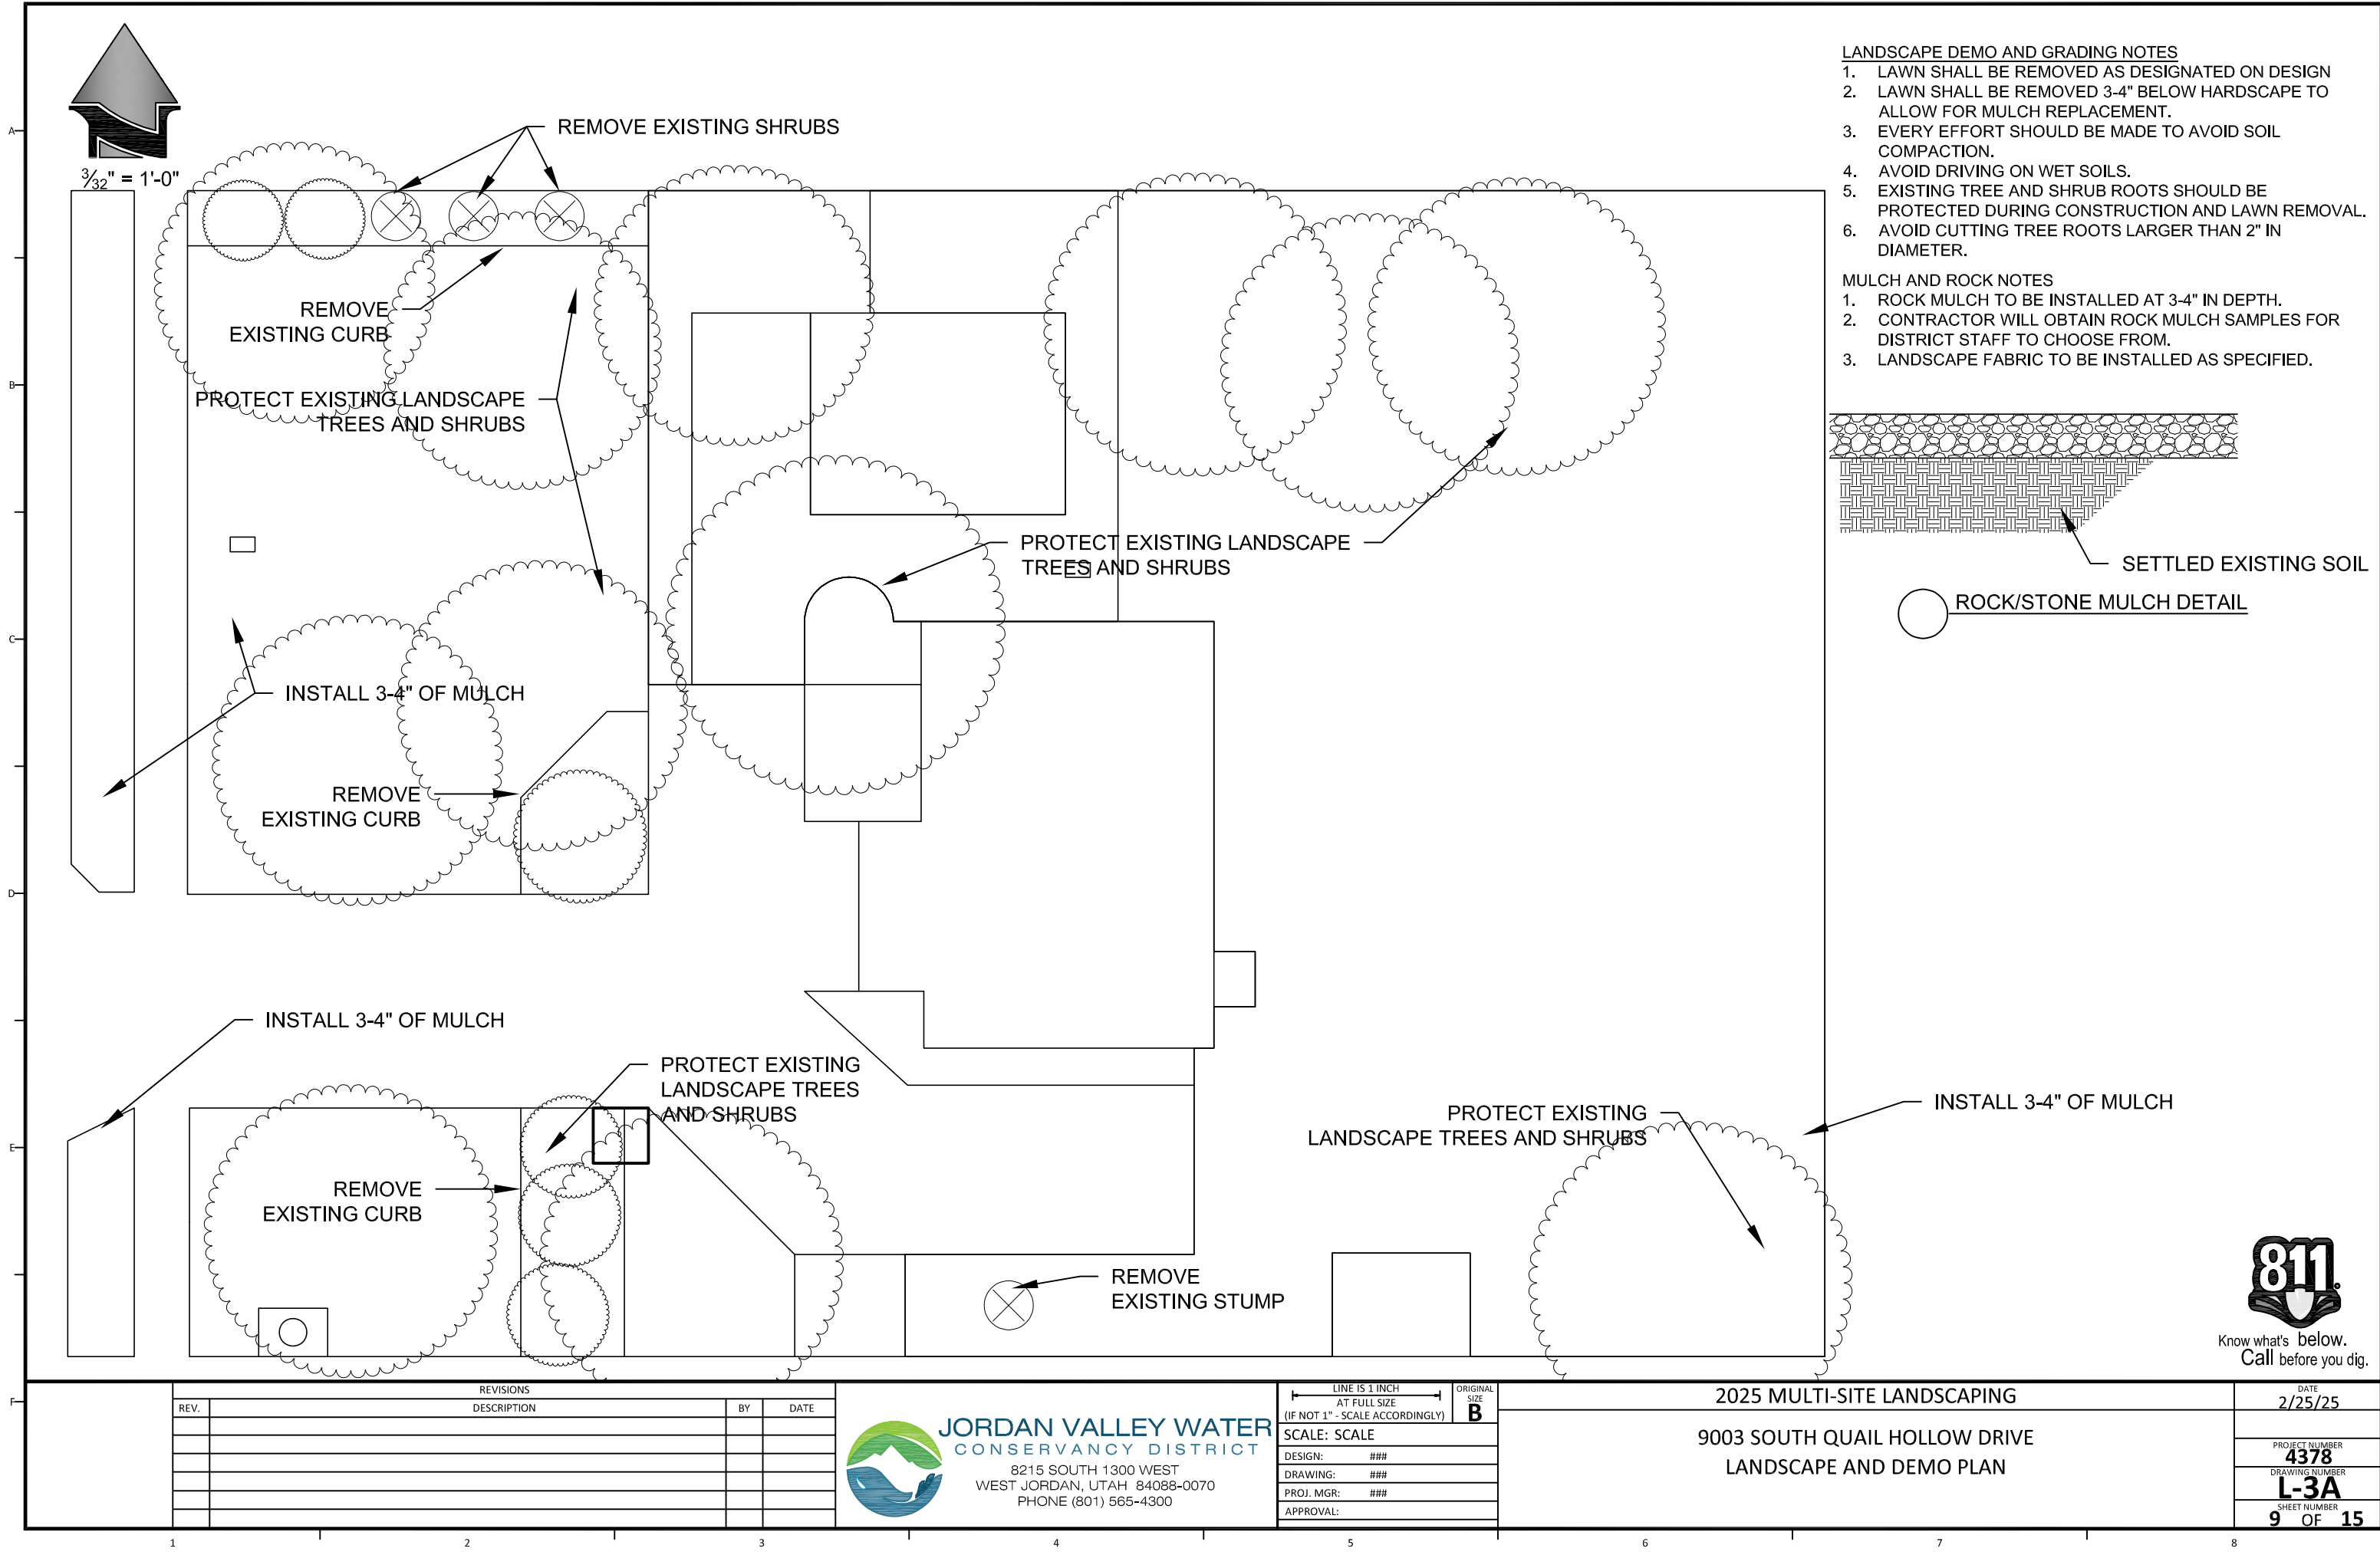 LANDSCAPE DEMO AND GRADING NOTES
1. LAWN SHALL BE REMOVED AS DESIGNATED ON DESIGN
2. LAWN SHALL BE REMOVED 3-4" BELOW HARDSCAPE TO
ALLOW FOR MULCH REPLACEMENT.
3. EVERY EFFORT SHOULD BE MADE TO AVOID SOIL
COMPACTION.
4. AVOID DRIVING ON WET SOILS.
5. EXISTING TREE AND SHRUB ROOTS SHOULD BE
PROTECTED DURING CONSTRUCTION AND LAWN REMOVAL.
6. AVOID CUTTING TREE ROOTS LARGER THAN 2" IN
DIAMETER.
MULCH AND ROCK NOTES
1. ROCK MULCH TO BE INSTALLED AT 3-4" IN DEPTH.
2. CONTRACTOR WILL OBTAIN ROCK MULCH SAMPLES FOR
DISTRICT STAFF TO CHOOSE FROM.
3. LANDSCAPE FABRIC TO BE INSTALLED AS SPECIFIED.
SETTLED EXISTING SOIL
ROCK/STONE MULCH DETAIL
3/32" = 1'-0"
REMOVE EXISTING SHRUBS
REMOVE
EXISTING CURB
PROTECT EXISTING LANDSCAPE
TREES AND SHRUBS
PROTECT EXISTING LANDSCAPE
TREES AND SHRUBS
INSTALL 3-4" OF MULCH
REMOVE
EXISTING CURB
INSTALL 3-4" OF MULCH
PROTECT EXISTING
LANDSCAPE TREES
AND SHRUBS
REMOVE
EXISTING CURB
REMOVE
EXISTING STUMP
PROTECT EXISTING
LANDSCAPE TREES AND SHRUBS
INSTALL 3-4" OF MULCH
811
Know what's below.
Call before you dig.
A
B
C
D
E
F
REVISIONS
REV. DESCRIPTION BY DATE
JORDAN VALLEY WATER
CONSERVANCY DISTRICT
8215 SOUTH 1300 WEST
WEST JORDAN, UTAH 84088-0070
PHONE (801) 565-4300
LINE IS 1 INCH
AT FULL SIZE
(IF NOT 1" - SCALE ACCORDINGLY)
ORIGINAL
SIZE
B
SCALE: SCALE
DESIGN: ###
DRAWING: ###
PROJ. MGR: ###
APPROVAL:
2025 MULTI-SITE LANDSCAPING
9003 SOUTH QUAIL HOLLOW DRIVE
LANDSCAPE AND DEMO PLAN
DATE
2/25/25
PROJECT NUMBER
4378
DRAWING NUMBER
L-3A
SHEET NUMBER
9 OF 15
1 2 3 4 5 6 7 8